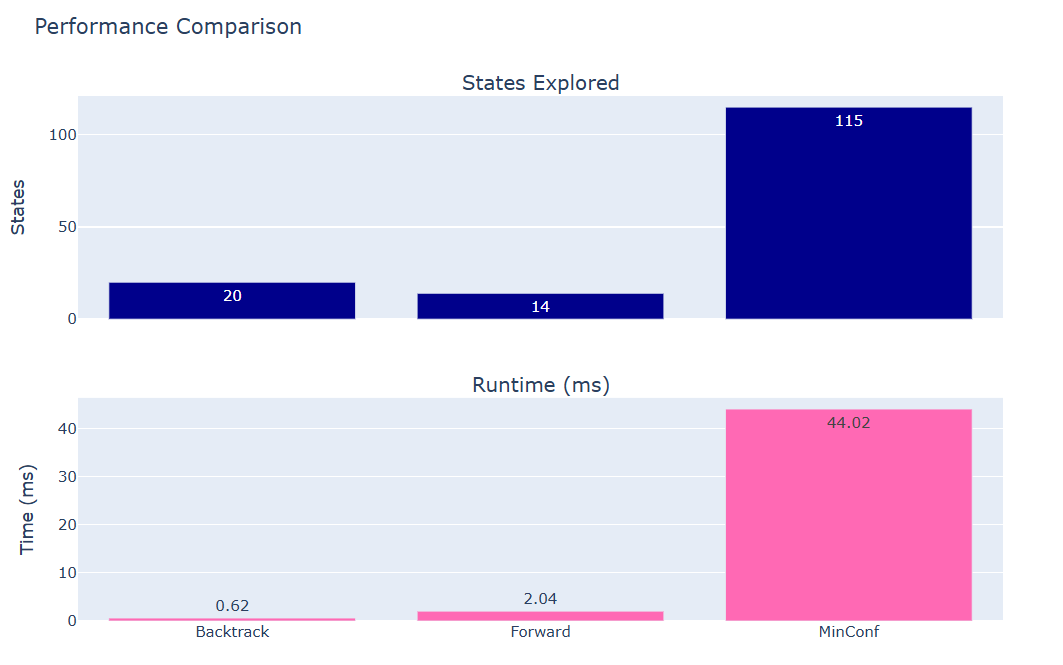 Performance Comparison
States Explored
States
100
50
0
20
14
115
Runtime (ms)
Time (ms)
40
30
20
10
0
0.62
2.04
44.02
Backtrack
Forward
MinConf